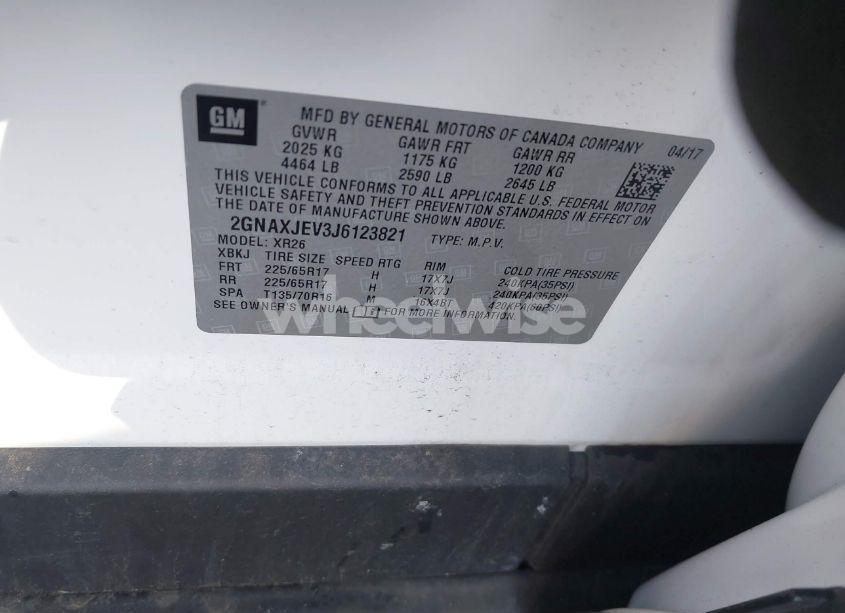 GM
MFD BY GENERAL MOTORS OF CANADA COMPANY 04/17
GVWR GAWR FRT GAWR RR
2025 KG 1175 KG 1200 KG
4464 LB 2590 LB 2645 LB
THIS VEHICLE CONFORMS TO ALL APPLICABLE U.S. FEDERAL MOTOR
VEHICLE SAFETY AND THEFT PREVENTION STANDARDS IN EFFECT ON
THE DATE OF MANUFACTURE SHOWN ABOVE.
2GNAXJEV3J6123821 TYPE: M.P.V.
MODEL: XR26
XBKJ TIRE SIZE SPEED RTG RIM COLD TIRE PRESSURE
FRT 225/65R17 H 17X7J 240KPA(35PSI)
RR 225/65R17 H 17X7J 240KPA(35PSI)
SPA T135/70R16 M 16X4BT 420KPA(60PSI)
SEE OWNER'S MANUAL FOR MORE INFORMATION.
wheelwise